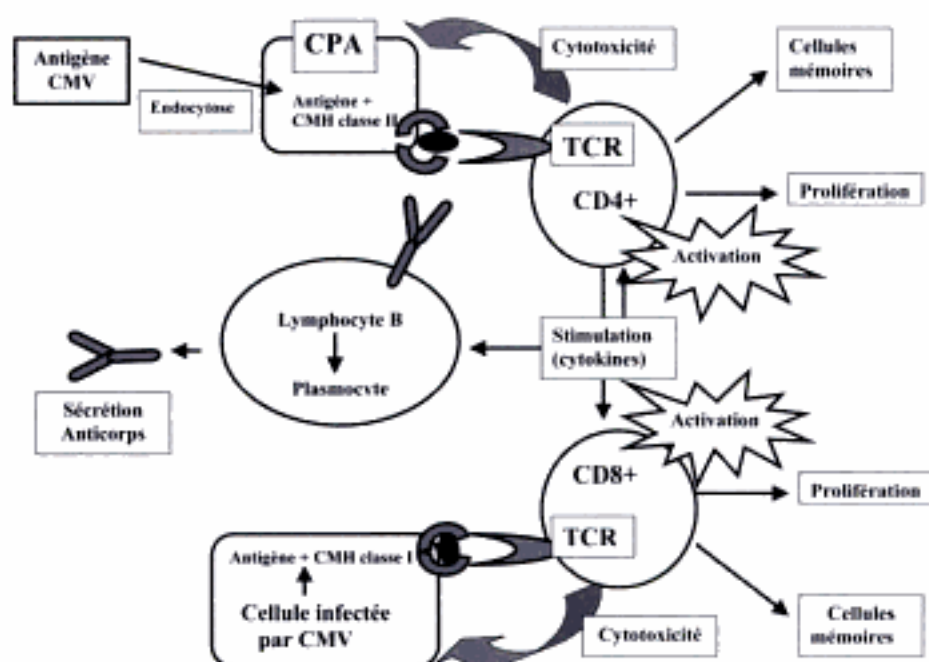 Antigène
CMV
Endocytose
CPA
Antigène +
CMH classe II
Cytotoxicité
TCR
CD4+
Cellules
mémoires
Prolifération
Activation
Lymphocyte B
Plasmocyte
Stimulation
(cytokines)
Sécrétion
Anticorps
Activation
CD8+
TCR
Prolifération
Antigène + CMH classe I
Cellule infectée
par CMV
Cytotoxicité
Cellules
mémoires